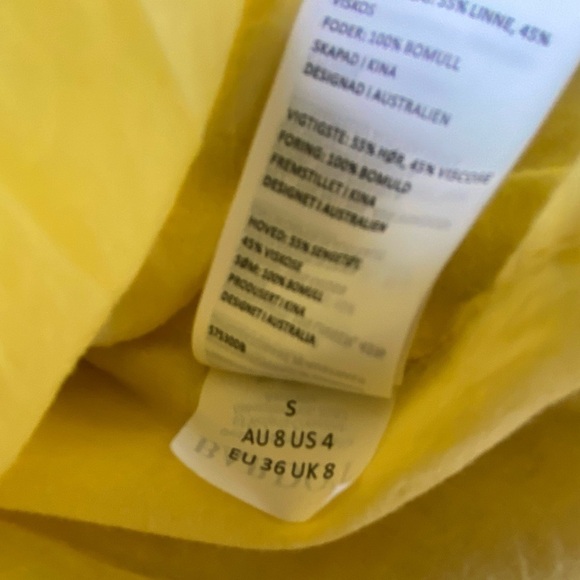 55% LINNE, 45%
VISKOS
FODER: 100% BOMULL
SKAPAD I KINA
DESIGNAD I AUSTRALIEN
VIGTIGSTE: 55% HØR, 45% VISCOSE
FORING: 100% BOMULD
FREMSTILLET I KINA
DESIGNET I AUSTRALIEN
HOVED: 55%
45% VISKOSE
SØM: 100% BOMULL
PRODUSERT I KINA
DESIGNET I AUSTRALIA
S
AU 8 US 4
EU 36 UK 8